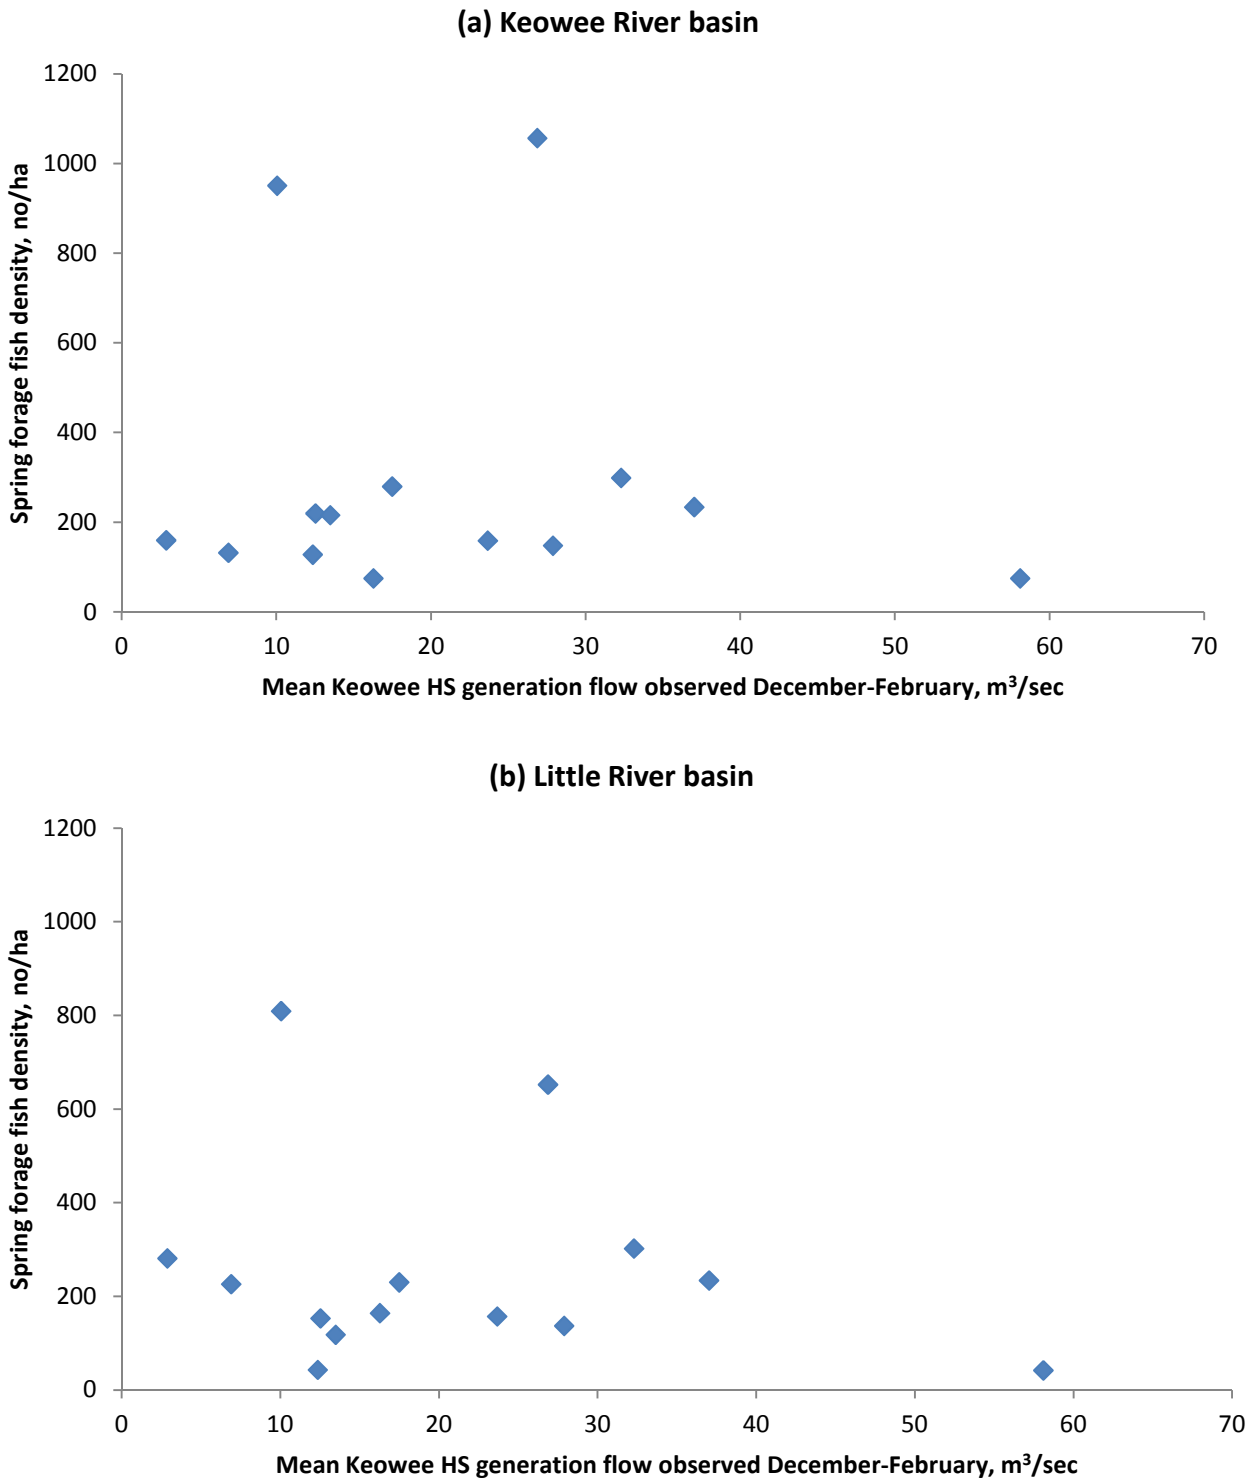 (a) Keowee River basin
1200
1000
800
600
400
200
0
Spring forage fish density, no/ha
0 10 20 30 40 50 60 70
Mean Keowee HS generation flow observed December-February, m³/sec
(b) Little River basin
1200
1000
800
600
400
200
0
Spring forage fish density, no/ha
0 10 20 30 40 50 60 70
Mean Keowee HS generation flow observed December-February, m³/sec